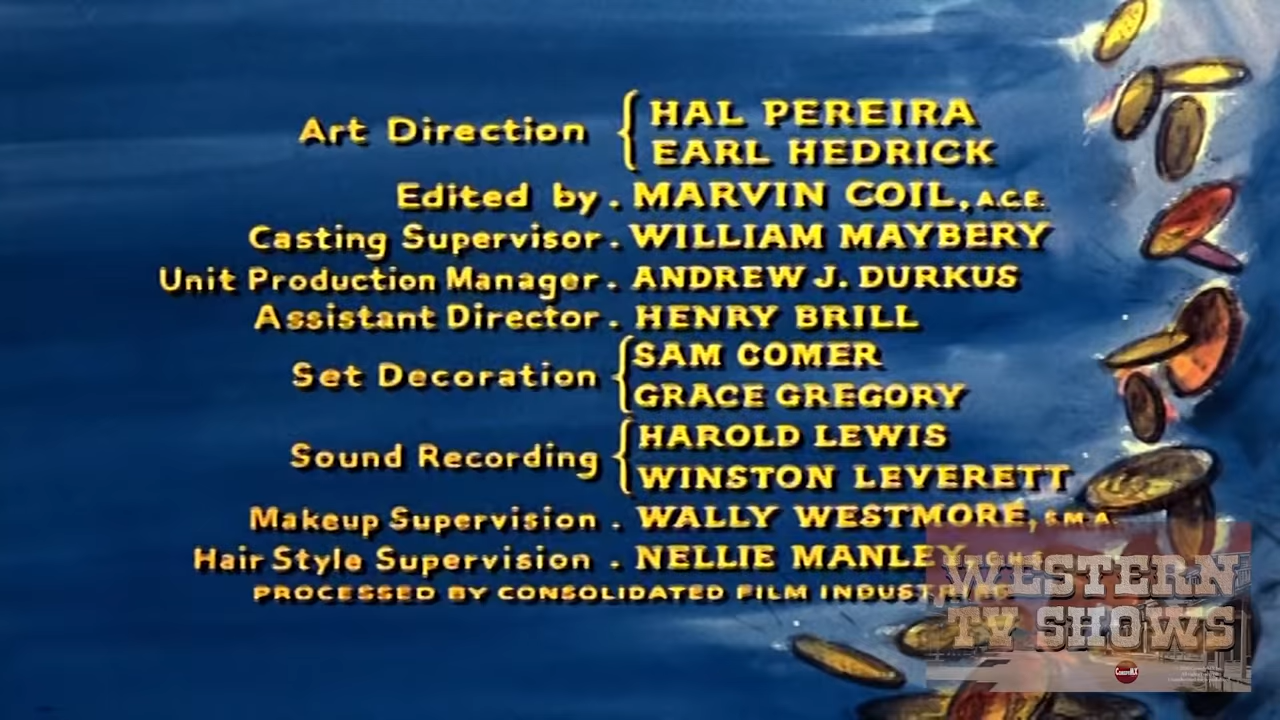 Art Direction { HAL PEREIRA
EARL HEDRICK
Edited by . MARVIN COIL, A.C.E.
Casting Supervisor . WILLIAM MAYBERY
Unit Production Manager . ANDREW J. DURKUS
Assistant Director . HENRY BRILL
Set Decoration { SAM COMER
GRACE GREGORY
Sound Recording { HAROLD LEWIS
WINSTON LEVERETT
Makeup Supervision . WALLY WESTMORE, S.M.A.
Hair Style Supervision . NELLIE MANLEY,
PROCESSED BY CONSOLIDATED FILM INDUSTRIES
WESTERN
TV SHOWS